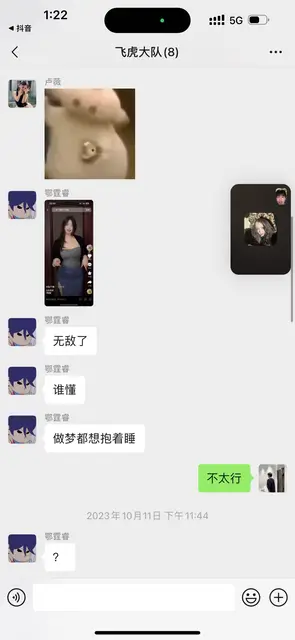 1:22
5G
抖音
飞虎大队(8)
卢薇
鄂霆睿
鄂霆睿
无敌了
鄂霆睿
谁懂
鄂霆睿
做梦都想抱着睡
不太行
2023年10月11日 下午11:44
鄂霆睿
?